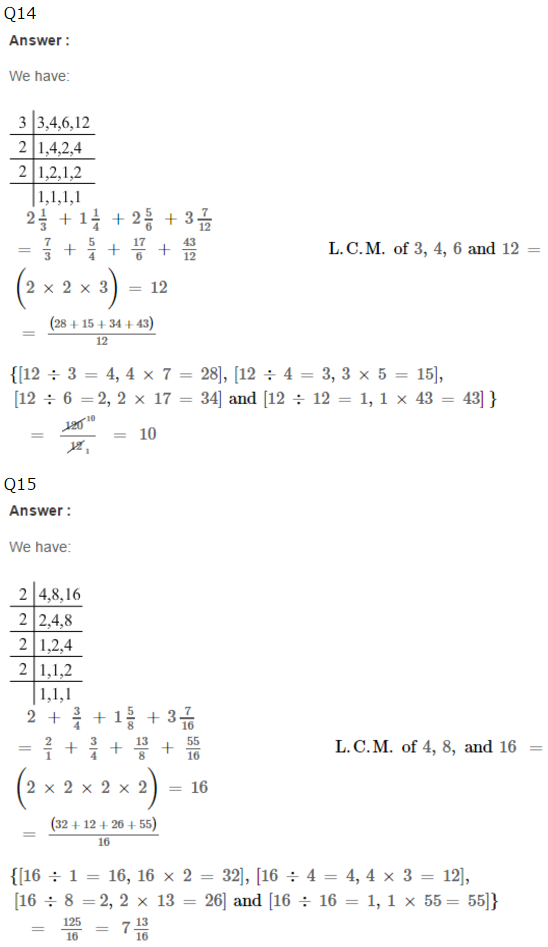 Q14
Answer :
We have:
3 | 3,4,6,12
2 | 1,4,2,4
2 | 1,2,1,2
| 1,1,1,1
2 1/3 + 1 1/4 + 2 5/6 + 3 7/12
= 7/3 + 5/4 + 17/6 + 43/12 L.C.M. of 3, 4, 6 and 12 =
(2 × 2 × 3) = 12
= (28 + 15 + 34 + 43)/12
{[12 ÷ 3 = 4, 4 × 7 = 28], [12 ÷ 4 = 3, 3 × 5 = 15],
[12 ÷ 6 = 2, 2 × 17 = 34] and [12 ÷ 12 = 1, 1 × 43 = 43] }
= 120 10/12 1 = 10
Q15
Answer :
We have:
2 | 4,8,16
2 | 2,4,8
2 | 1,2,4
2 | 1,1,2
| 1,1,1
2 + 3/4 + 1 5/8 + 3 7/16
= 2/1 + 3/4 + 13/8 + 55/16 L.C.M. of 4, 8, and 16 =
(2 × 2 × 2 × 2) = 16
= (32 + 12 + 26 + 55)/16
{[16 ÷ 1 = 16, 16 × 2 = 32], [16 ÷ 4 = 4, 4 × 3 = 12],
[16 ÷ 8 = 2, 2 × 13 = 26] and [16 ÷ 16 = 1, 1 × 55 = 55]}
= 125/16 = 7 13/16